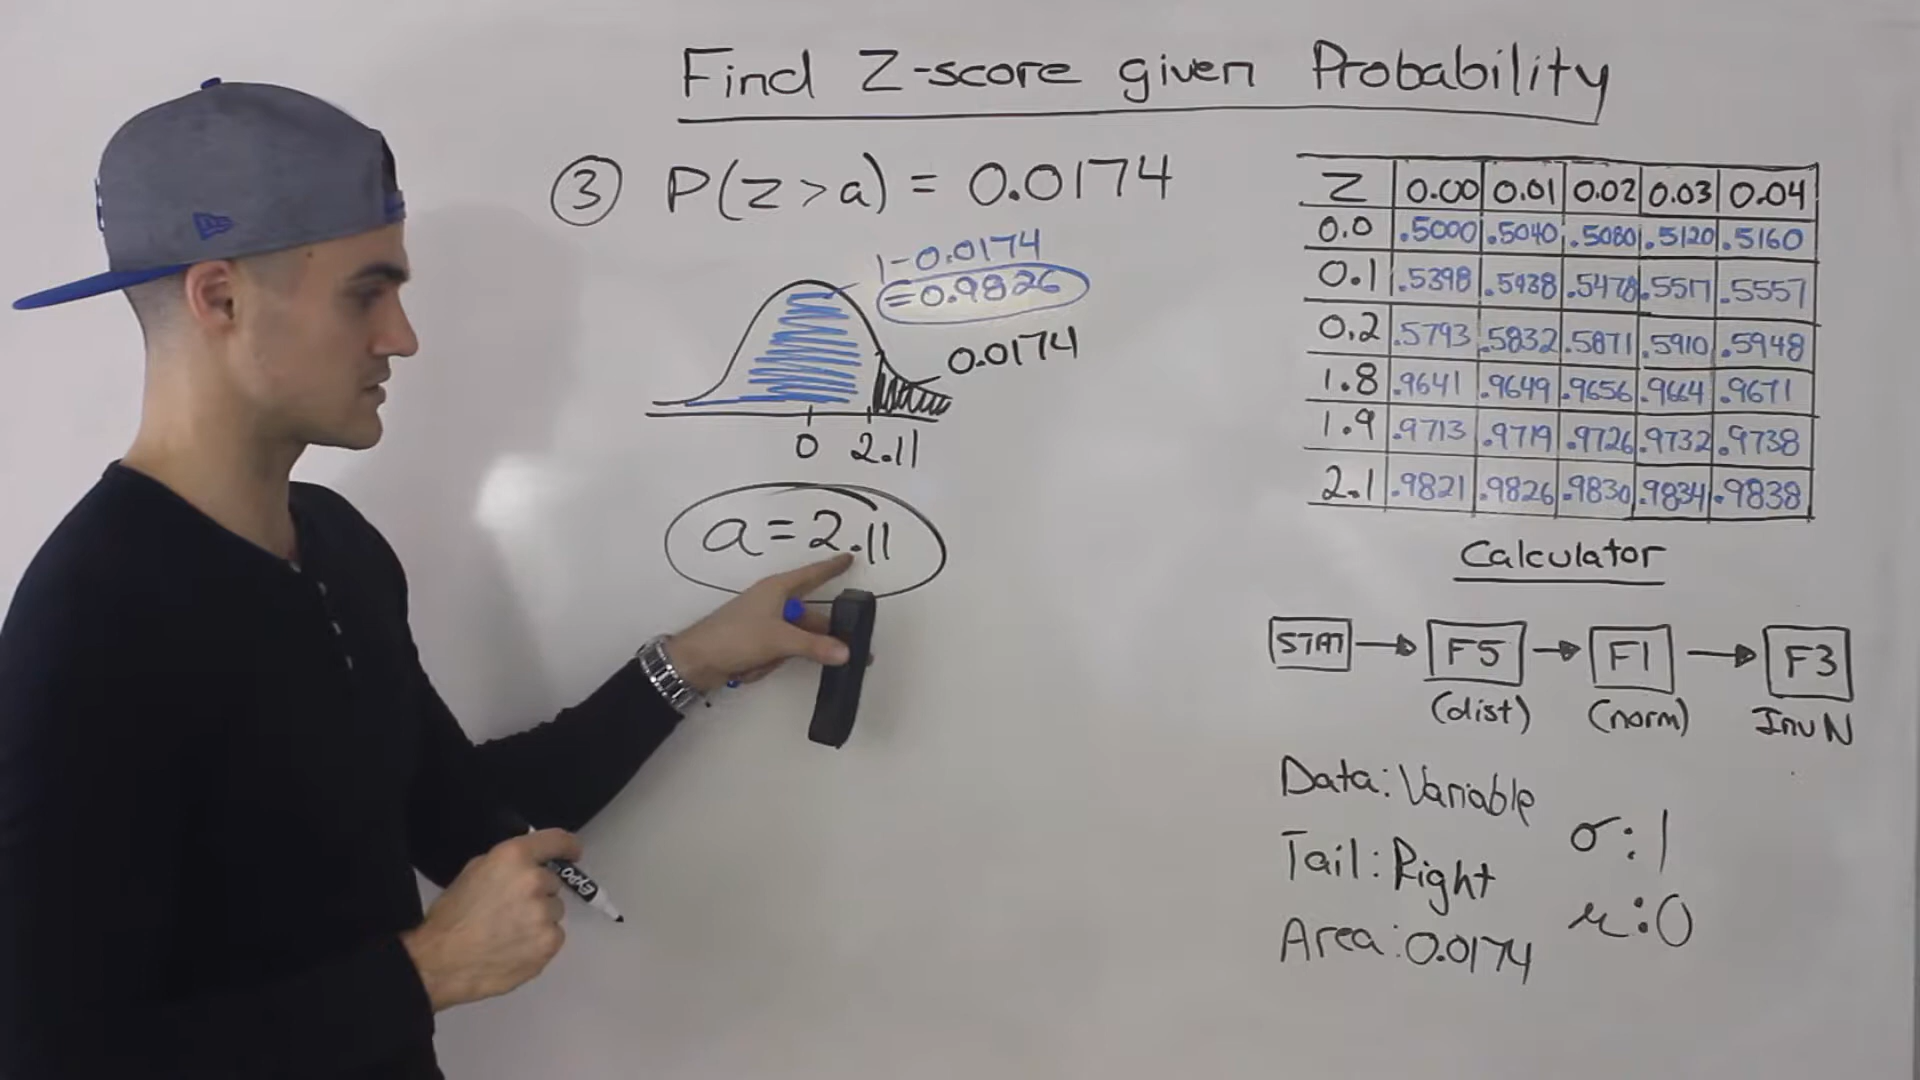 Find Z-score given Probability
③ P(Z>a) = 0.0174
1-0.0174
=0.9826
0.0174
0 2.11
a=2.11
Z 0.00 0.01 0.02 0.03 0.04
0.0 .5000 .5040 .5080 .5120 .5160
0.1 .5398 .5438 .5478 .5517 .5557
0.2 .5793 .5832 .5871 .5910 .5948
1.8 .9641 .9649 .9656 .9664 .9671
1.9 .9713 .9719 .9726 .9732 .9738
2.1 .9821 .9826 .9830 .9834 .9838
Calculator
STAT → F5 → F1 → F3
(dist) (norm) InvN
Data: Variable
σ: 1
Tail: Right
μ: 0
Area: 0.0174
EXPO